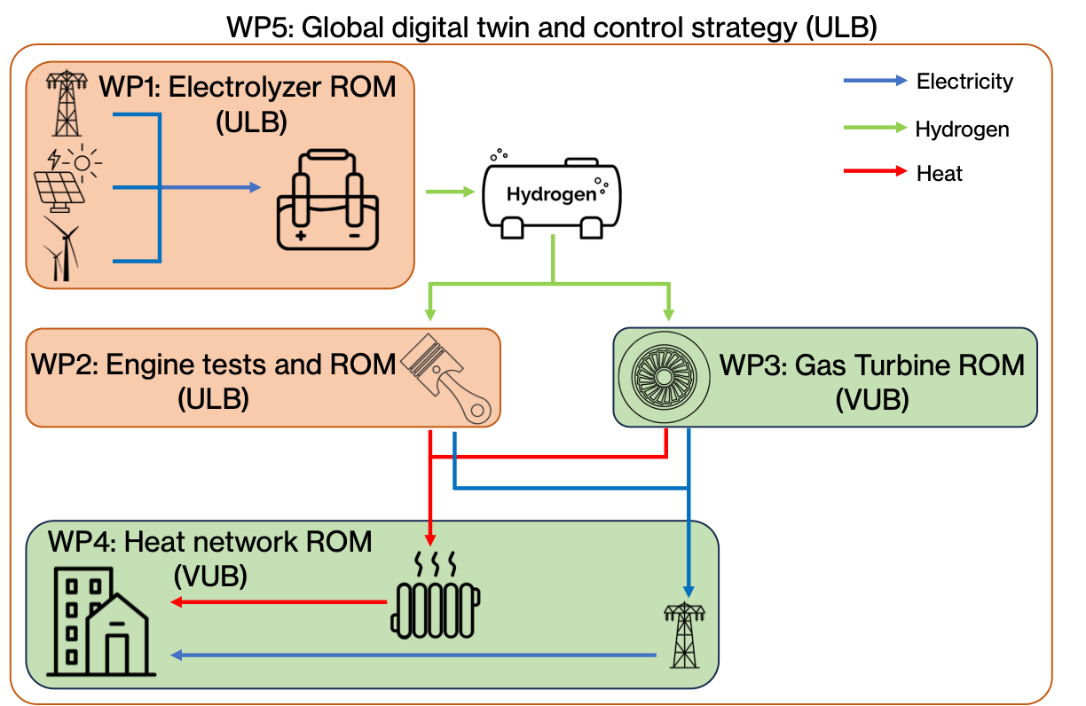 WP5: Global digital twin and control strategy (ULB)
WP1: Electrolyzer ROM
(ULB)
Electricity
Hydrogen
Heat
Hydrogen
+ -
WP2: Engine tests and ROM
(ULB)
WP3: Gas Turbine ROM
(VUB)
WP4: Heat network ROM
(VUB)